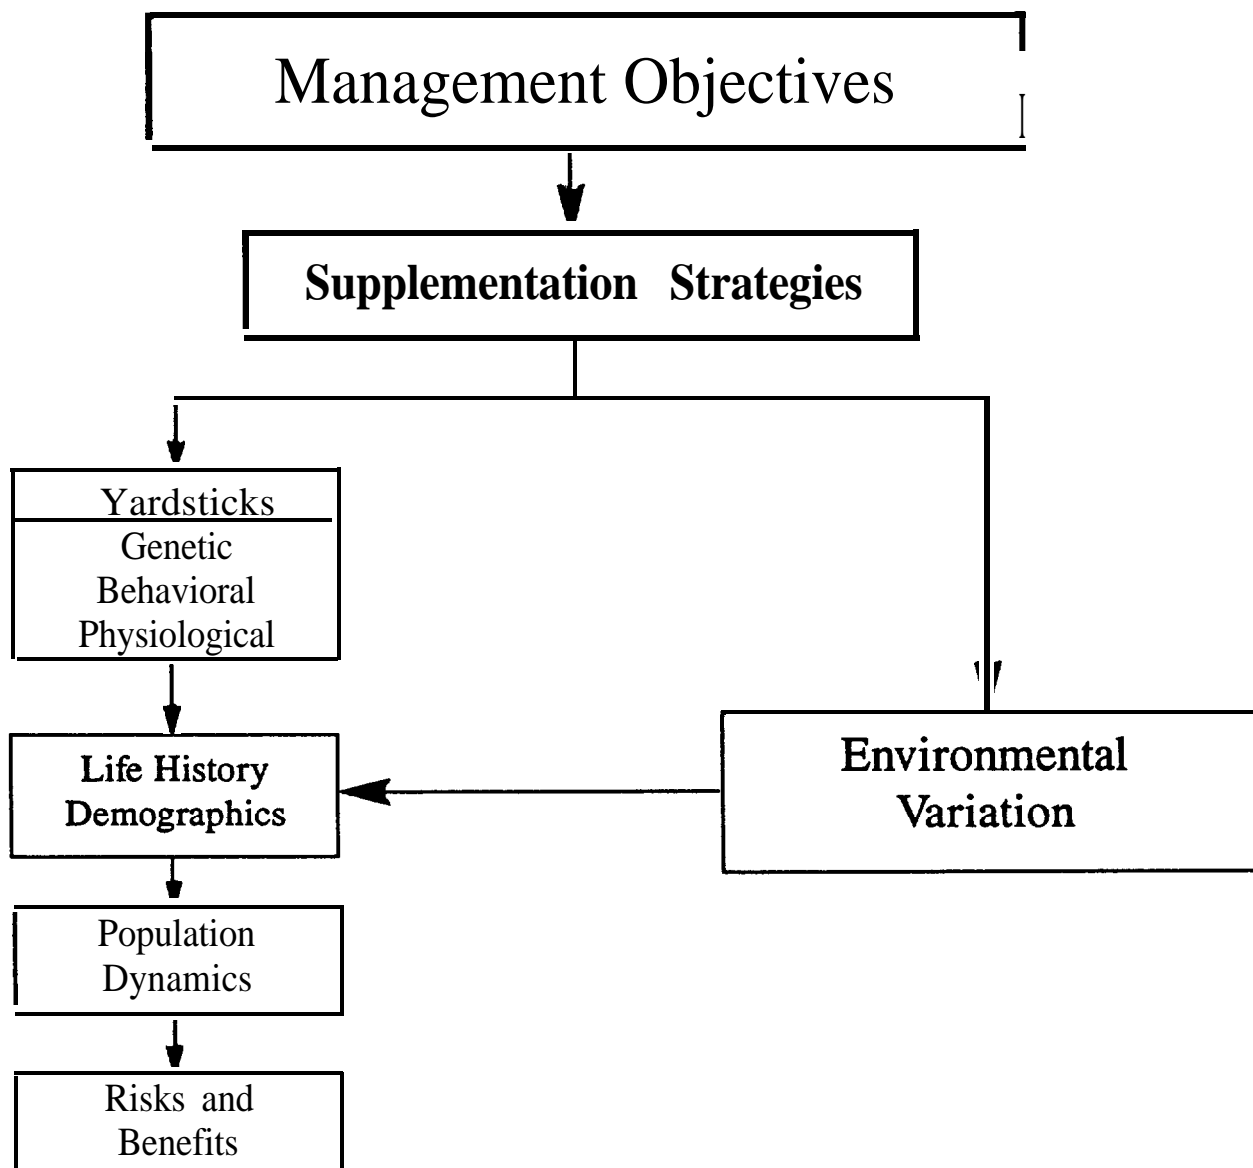 Management Objectives
Supplementation Strategies
Yardsticks
Genetic
Behavioral
Physiological
Life History
Demographics
Environmental
Variation
Population
Dynamics
Risks and
Benefits